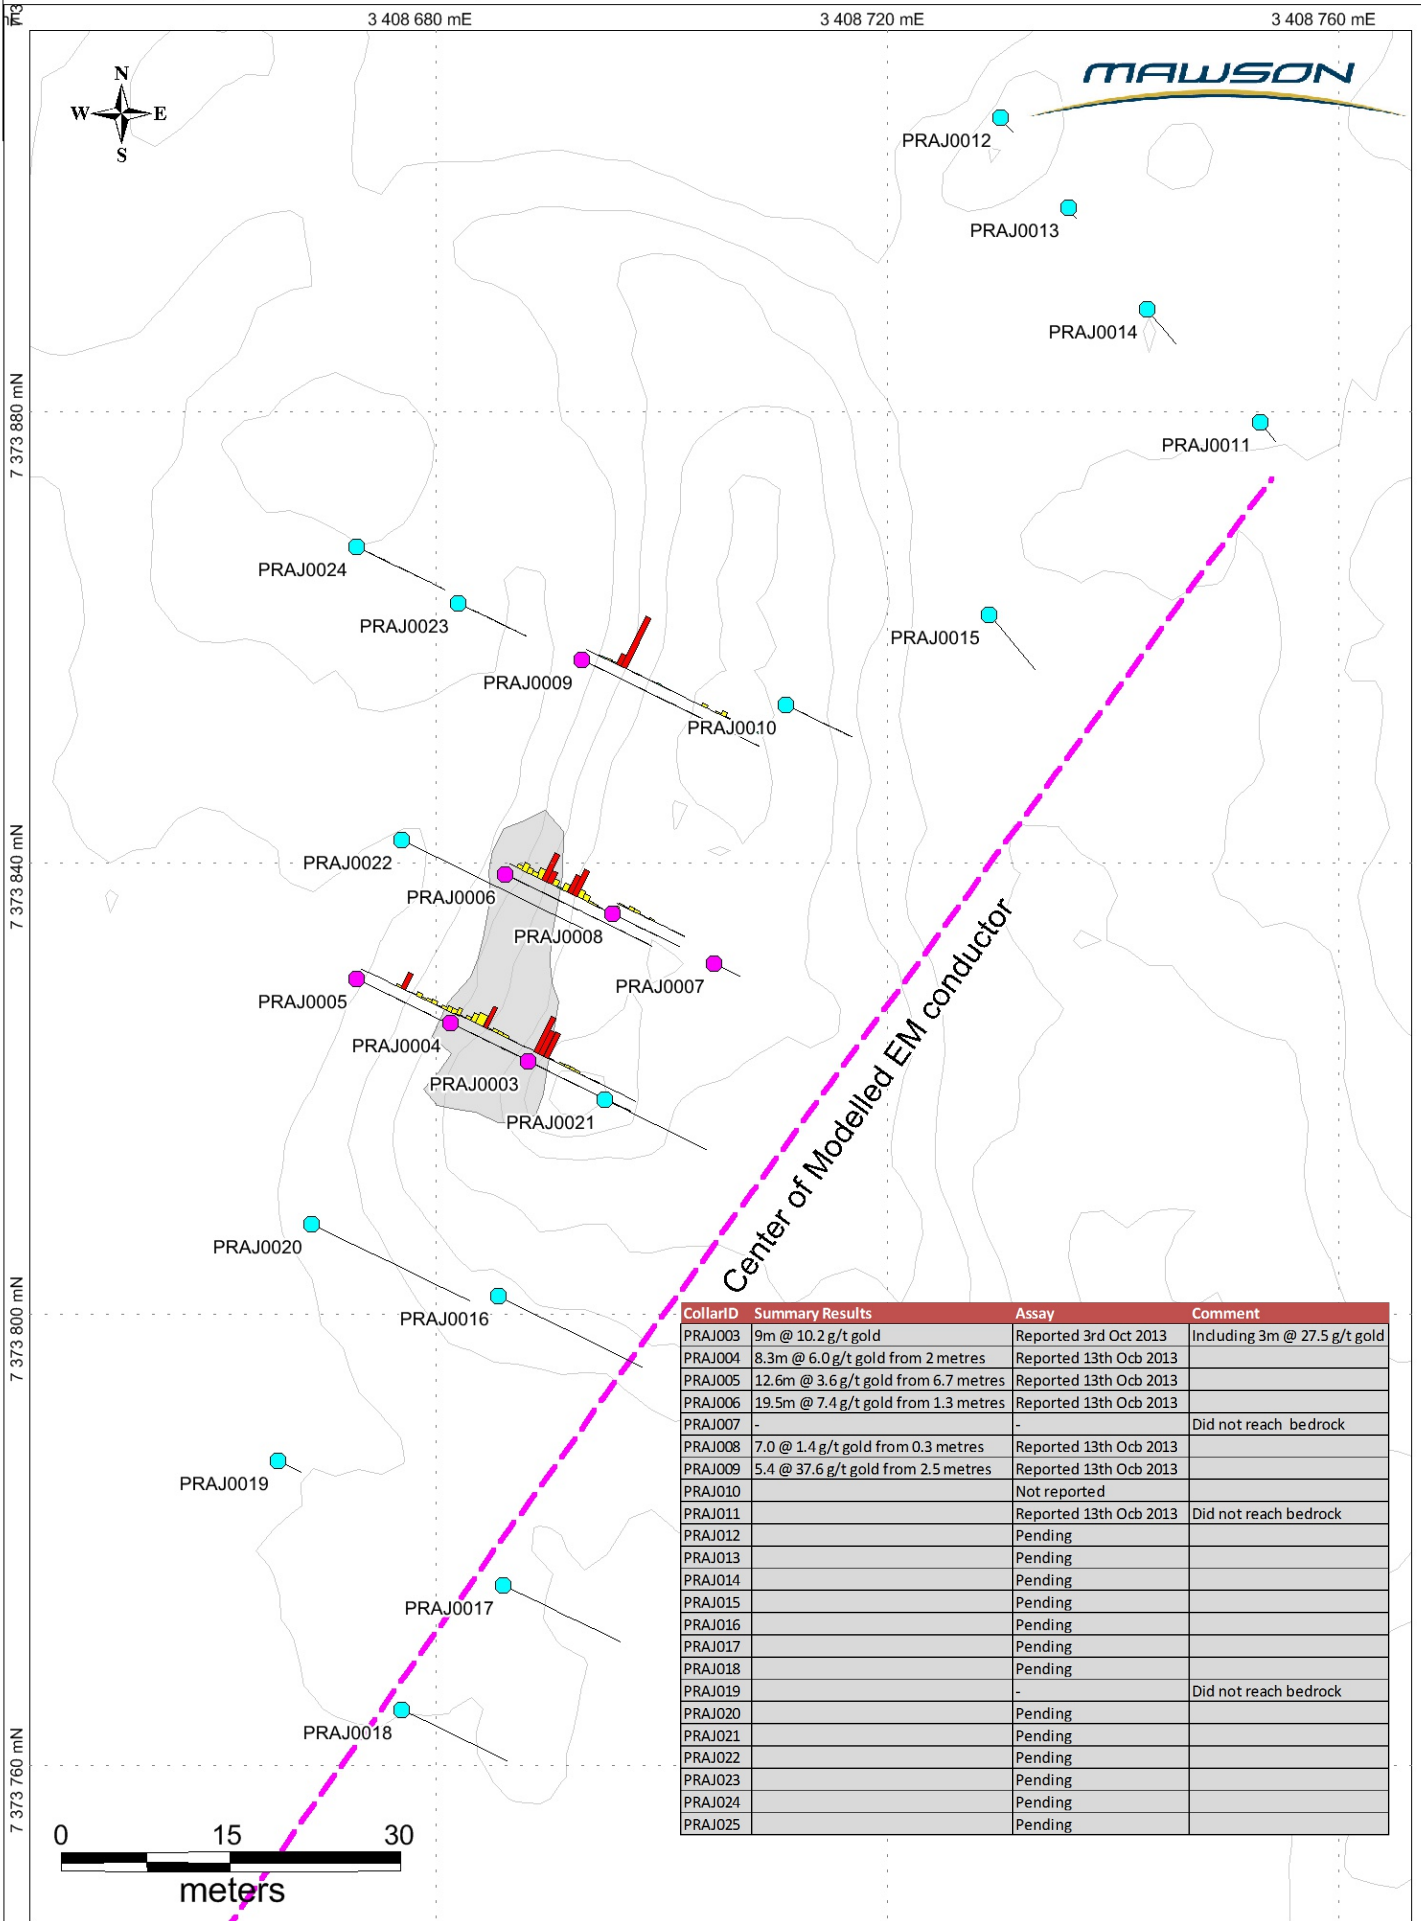 3 408 680 mE
3 408 720 mE
3 408 760 mE
N
W E
S
MAWSON
PRAJ0012
PRAJ0013
PRAJ0014
7 373 880 mN
PRAJ0011
PRAJ0024
PRAJ0023
PRAJ0015
PRAJ0009
PRAJ0010
7 373 840 mN
PRAJ0022
PRAJ0006
PRAJ0008
PRAJ0007
PRAJ0005
PRAJ0004
PRAJ0003
PRAJ0021
Center of Modelled EM conductor
PRAJ0020
PRAJ0016
7 373 800 mN
PRAJ0019
PRAJ0017
PRAJ0018
7 373 760 mN
CollarID Summary Results Assay Comment
PRAJ003 9m @ 10.2 g/t gold Reported 3rd Oct 2013 Including 3m @ 27.5 g/t gold
PRAJ004 8.3m @ 6.0 g/t gold from 2 metres Reported 13th Ocb 2013
PRAJ005 12.6m @ 3.6 g/t gold from 6.7 metres Reported 13th Ocb 2013
PRAJ006 19.5m @ 7.4 g/t gold from 1.3 metres Reported 13th Ocb 2013
PRAJ007 - - Did not reach bedrock
PRAJ008 7.0 @ 1.4 g/t gold from 0.3 metres Reported 13th Ocb 2013
PRAJ009 5.4 @ 37.6 g/t gold from 2.5 metres Reported 13th Ocb 2013
PRAJ010 Not reported
PRAJ011 Reported 13th Ocb 2013 Did not reach bedrock
PRAJ012 Pending
PRAJ013 Pending
PRAJ014 Pending
PRAJ015 Pending
PRAJ016 Pending
PRAJ017 Pending
PRAJ018 Pending
PRAJ019 - Did not reach bedrock
PRAJ020 Pending
PRAJ021 Pending
PRAJ022 Pending
PRAJ023 Pending
PRAJ024 Pending
PRAJ025 Pending
0 15 30
meters